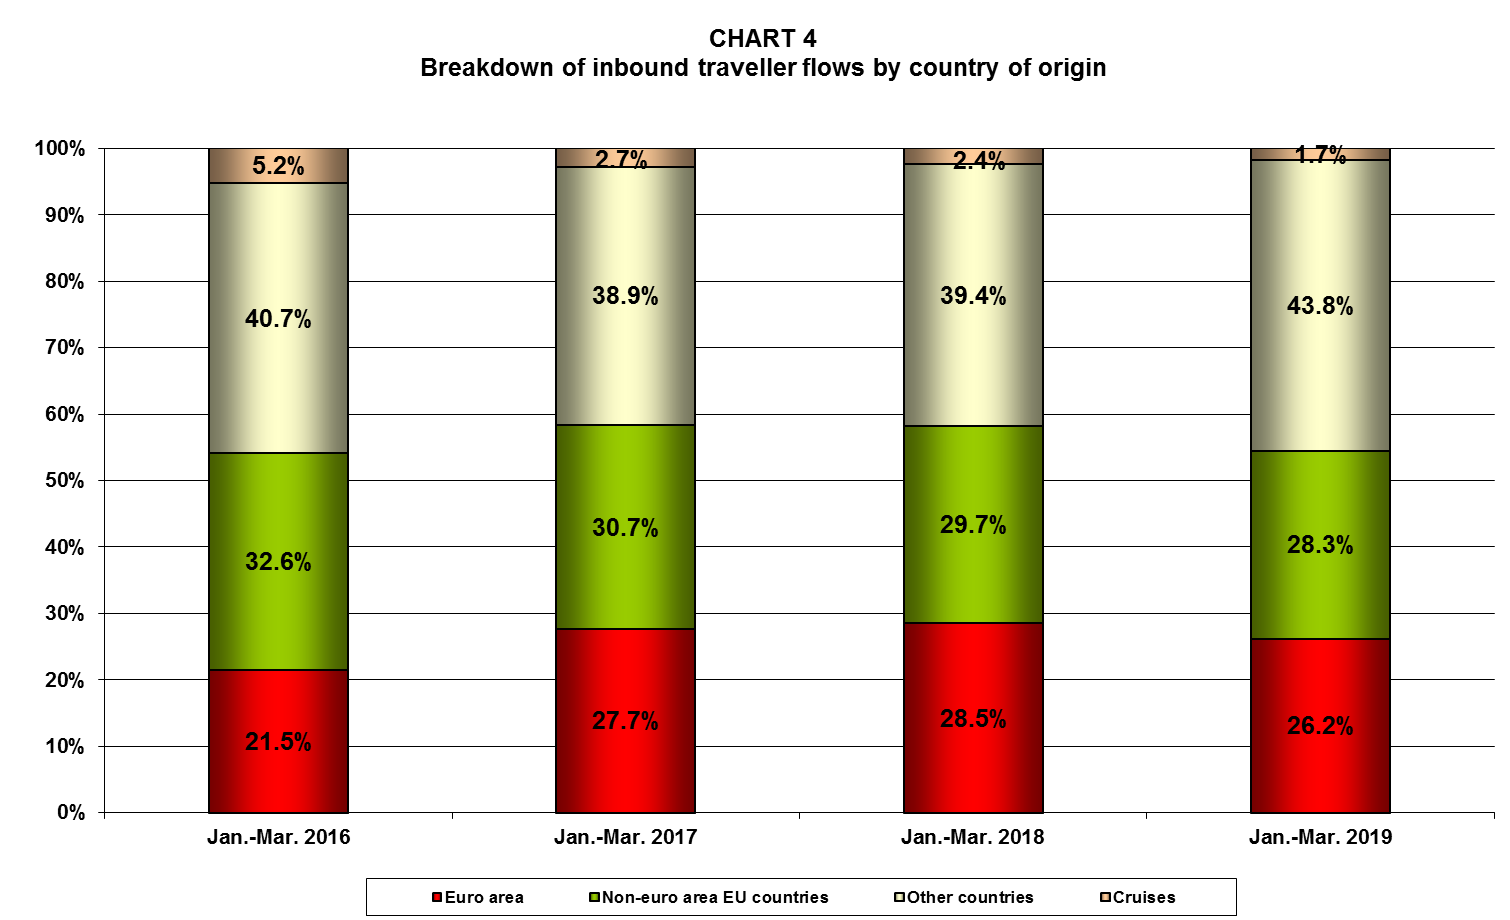 CHART 4
Breakdown of inbound traveller flows by country of origin
100%
90%
80%
70%
60%
50%
40%
30%
20%
10%
0%
5.2%
2.7%
2.4%
1.7%
40.7%
38.9%
39.4%
43.8%
32.6%
30.7%
29.7%
28.3%
21.5%
27.7%
28.5%
26.2%
Jan.-Mar. 2016
Jan.-Mar. 2017
Jan.-Mar. 2018
Jan.-Mar. 2019
Euro area
Non-euro area EU countries
Other countries
Cruises